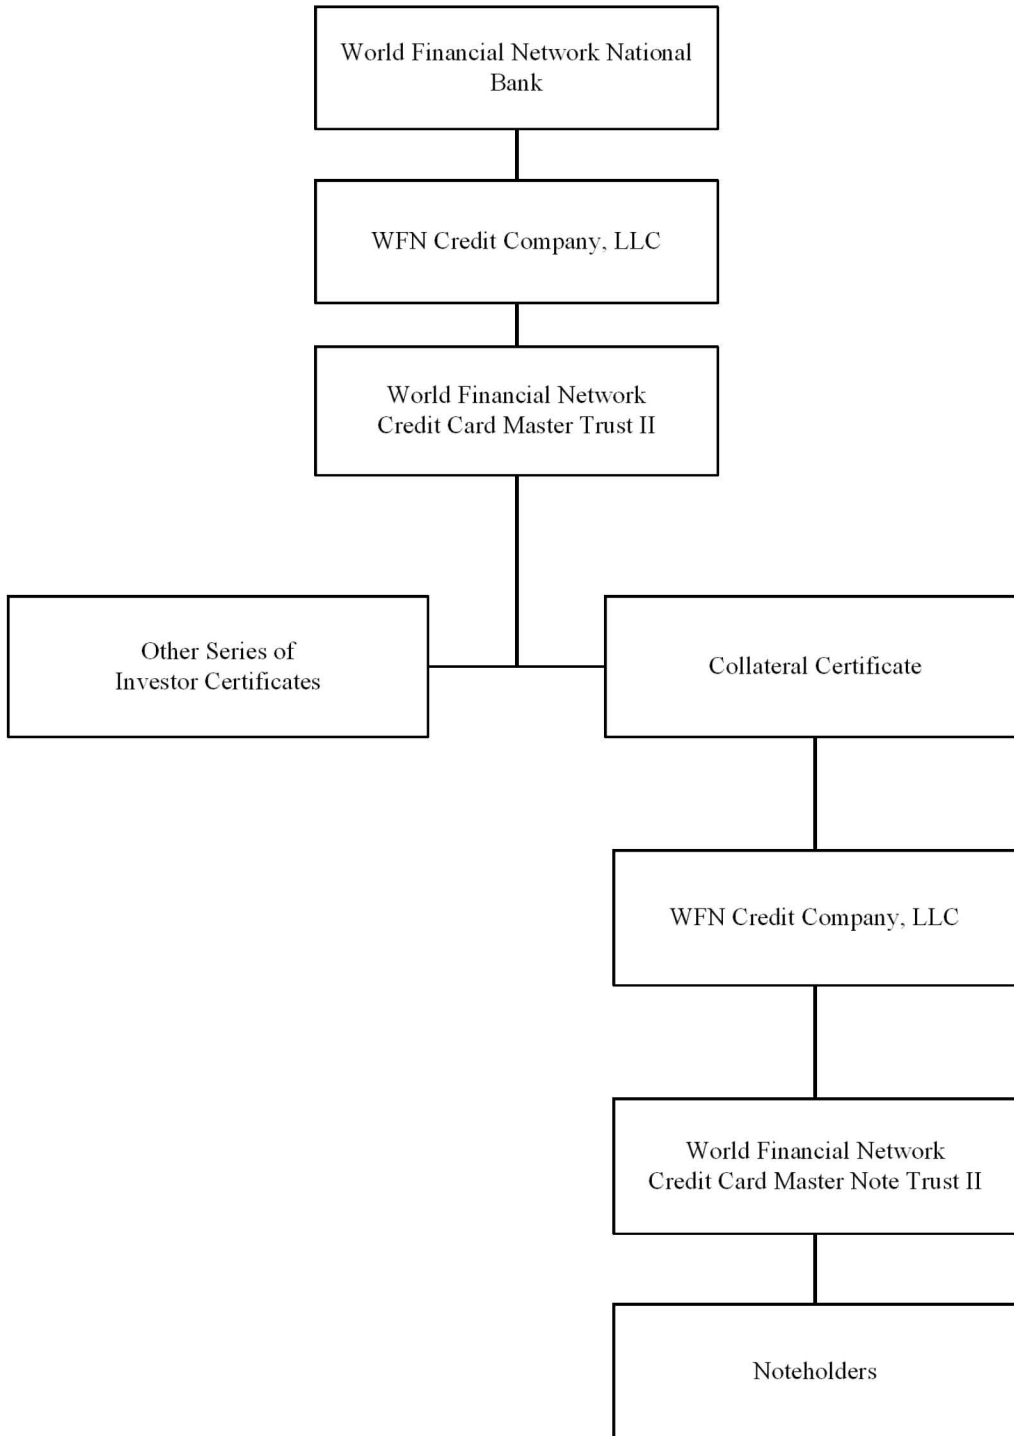 World Financial Network National
Bank
WFN Credit Company, LLC
World Financial Network
Credit Card Master Trust II
Other Series of
Investor Certificates
Collateral Certificate
WFN Credit Company, LLC
World Financial Network
Credit Card Master Note Trust II
Noteholders